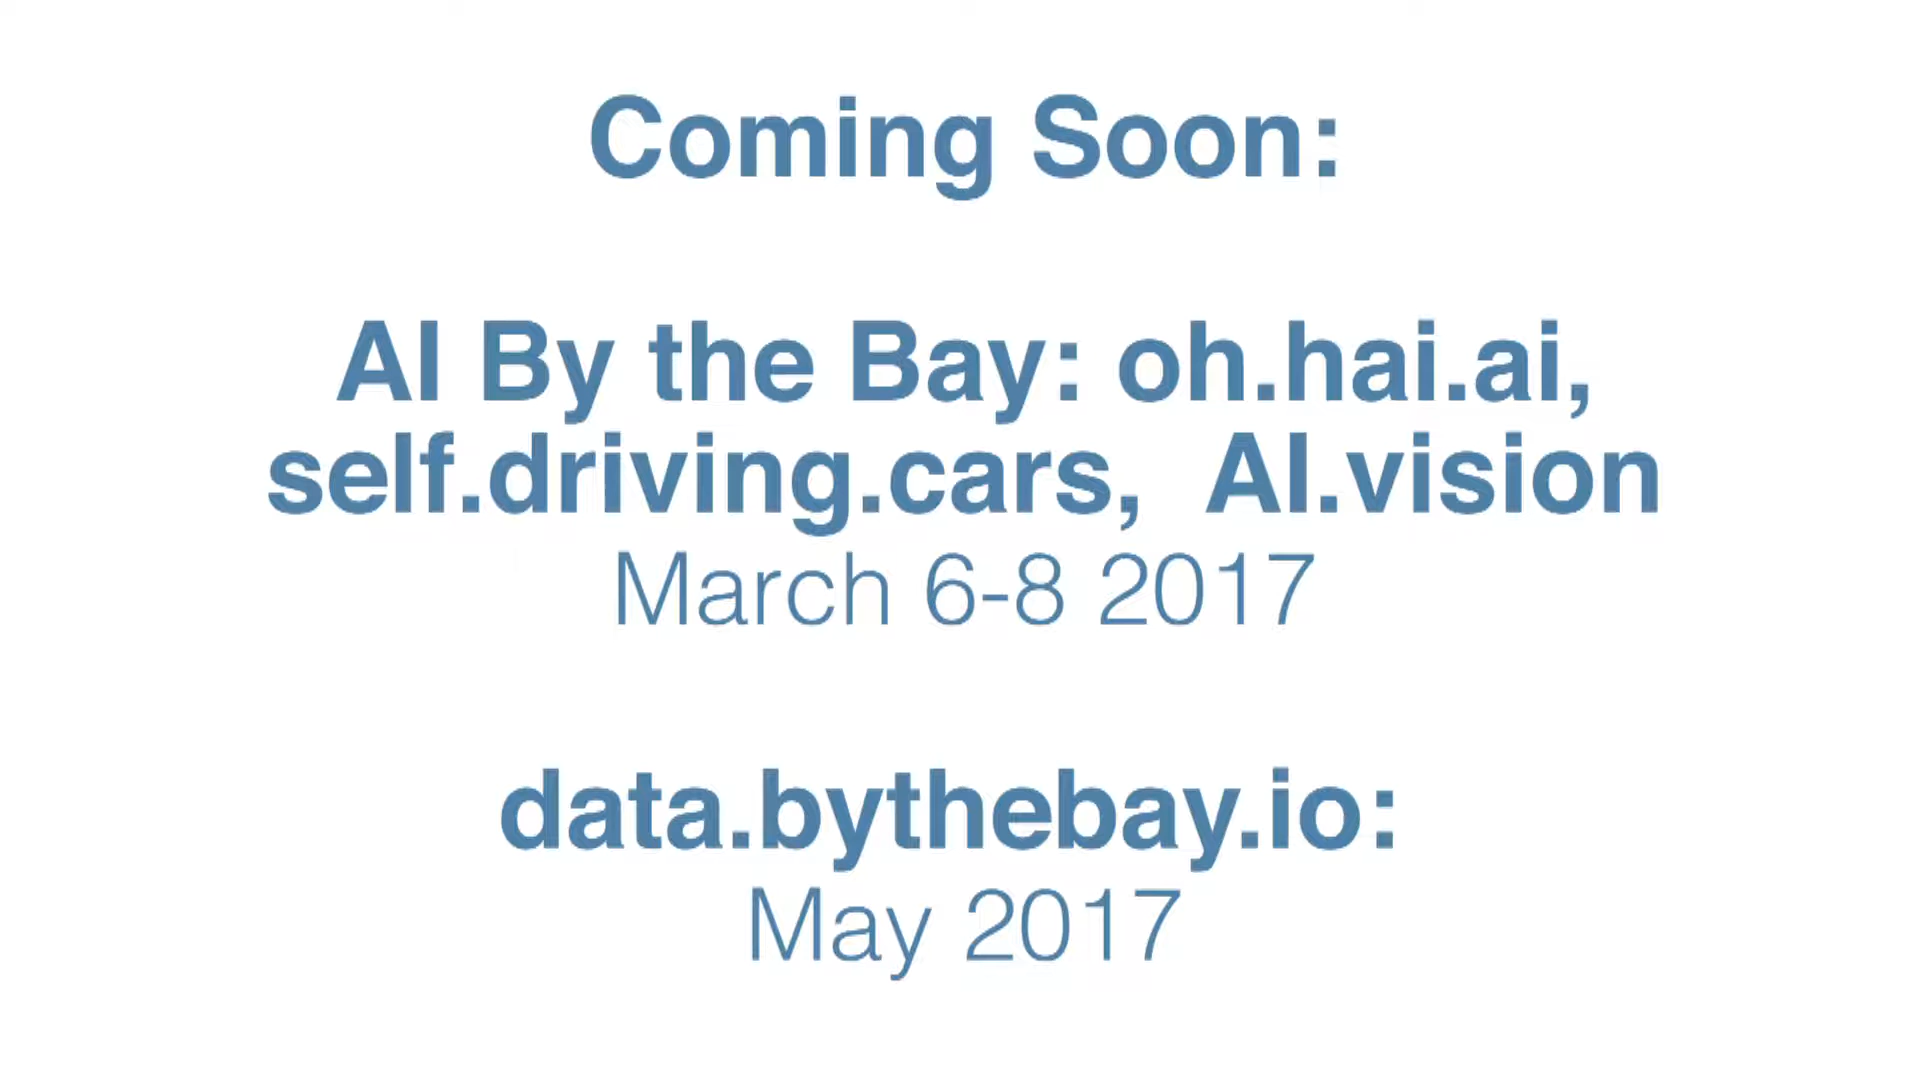 Coming Soon:
AI By the Bay: oh.hai.ai,
self.driving.cars,  AI.vision
March 6-8 2017
data.bythebay.io:
May 2017